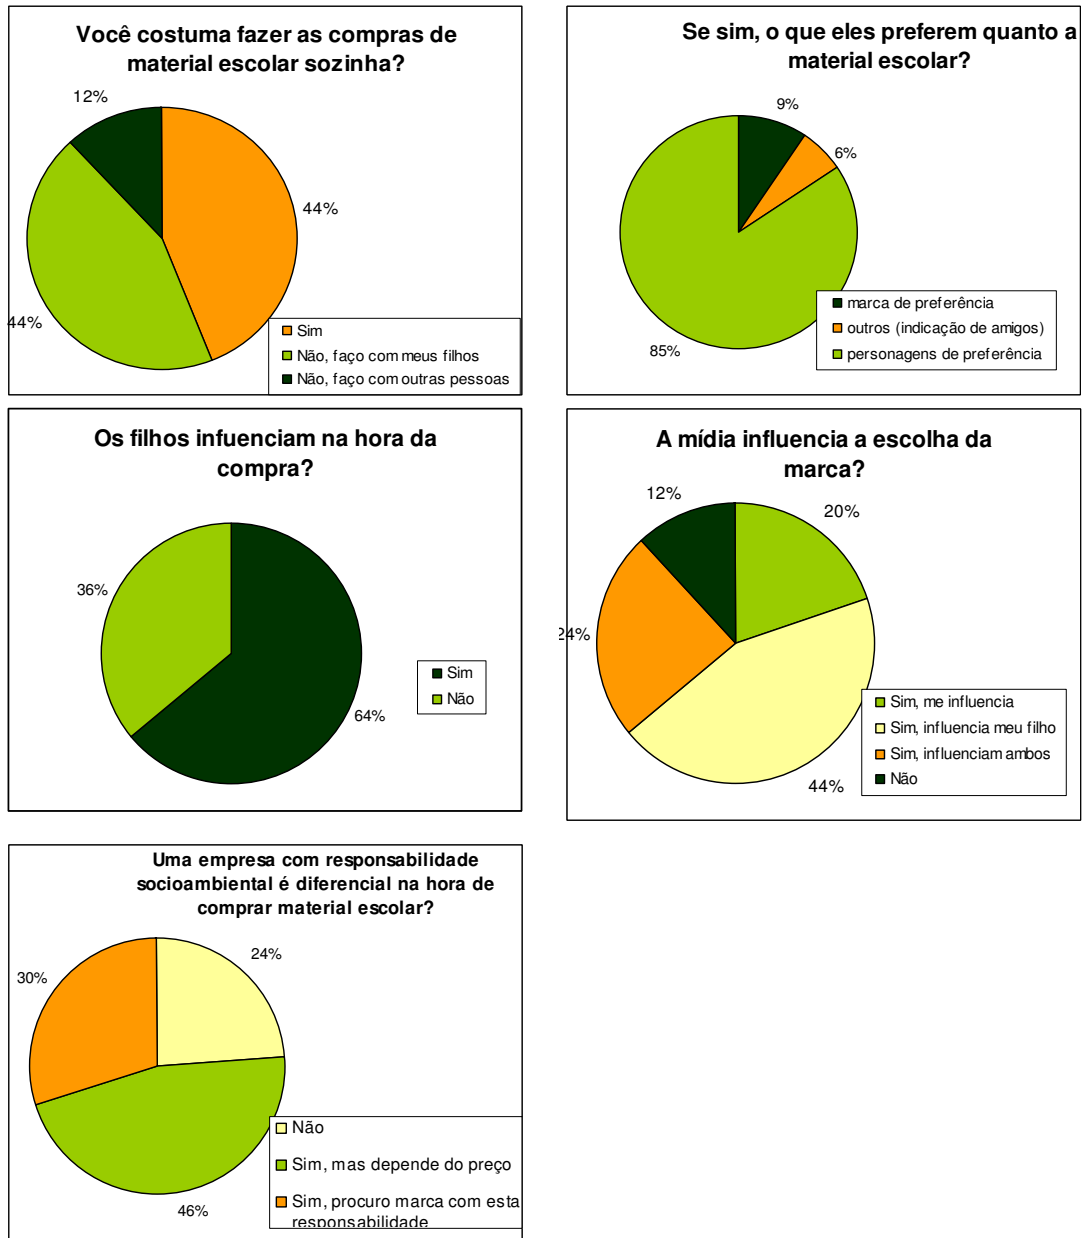 Você costuma fazer as compras de
material escolar sozinha?
12%
44%
44%
Sim
Não, faço com meus filhos
Não, faço com outras pessoas
Se sim, o que eles preferem quanto a
material escolar?
9%
6%
85%
marca de preferência
outros (indicação de amigos)
personagens de preferência
Os filhos infuenciam na hora da
compra?
36%
64%
Sim
Não
A mídia influencia a escolha da
marca?
12%
20%
24%
44%
Sim, me influencia
Sim, influencia meu filho
Sim, influenciam ambos
Não
Uma empresa com responsabilidade
socioambiental é diferencial na hora de
comprar material escolar?
24%
30%
46%
Não
Sim, mas depende do preço
Sim, procuro marca com esta
responsabilidade